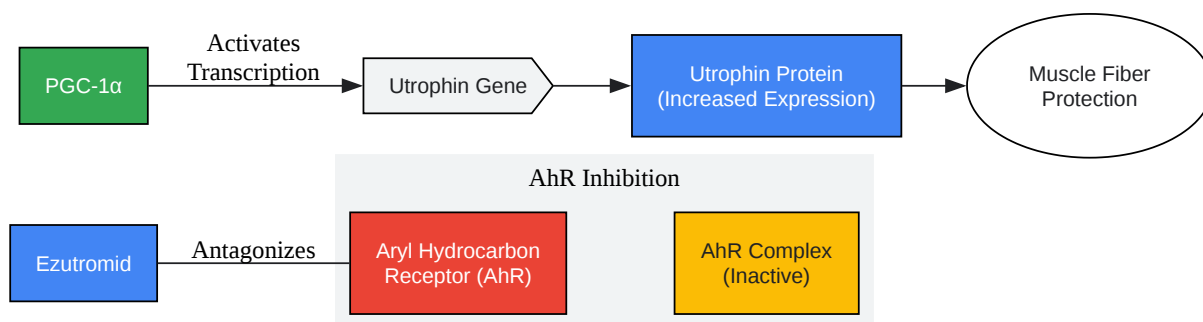 Activates
Transcription
PGC-1α
Utrophin Gene
Utrophin Protein
(Increased Expression)
Muscle Fiber
Protection
AhR Inhibition
Ezutromid
Antagonizes
Aryl Hydrocarbon
Receptor (AhR)
AhR Complex
(Inactive)